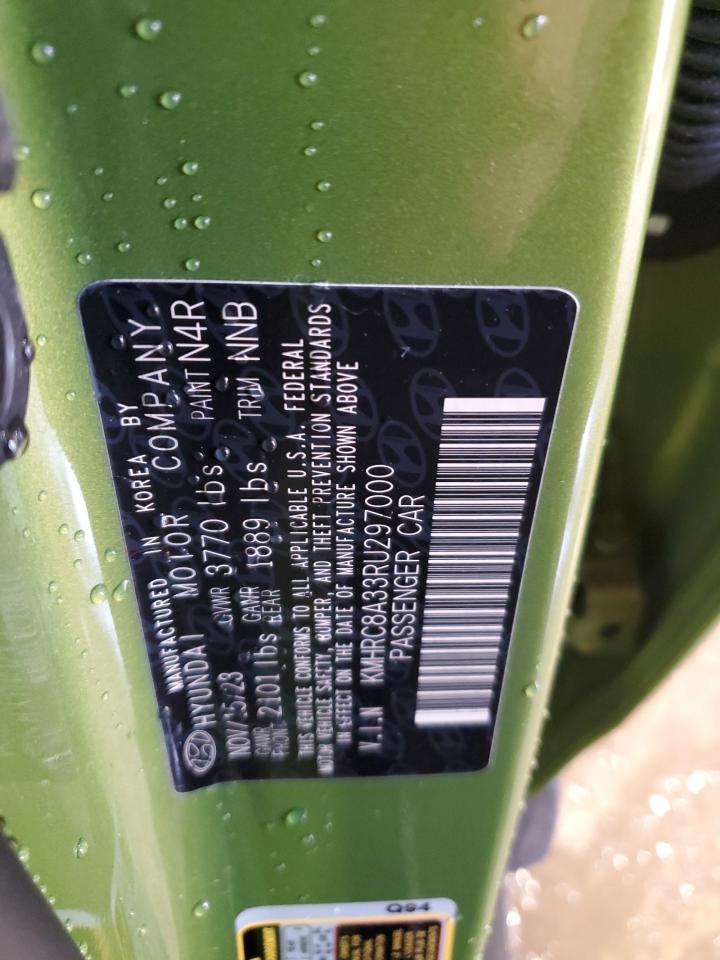 MANUFACTURED IN KOREA BY
HYUNDAI MOTOR COMPANY
NOV/15/23 GVWR 3770 lbs PAINT N4R
GAWR FRONT 2101 lbs GAWR REAR 1889 lbs TRIM NNB
THIS VEHICLE CONFORMS TO ALL APPLICABLE U.S.A. FEDERAL
MOTOR VEHICLE SAFETY, BUMPER, AND THEFT PREVENTION STANDARDS
IN EFFECT ON THE DATE OF MANUFACTURE SHOWN ABOVE
V.I.N KMHRC8A33RU297000
PASSENGER CAR
Q94